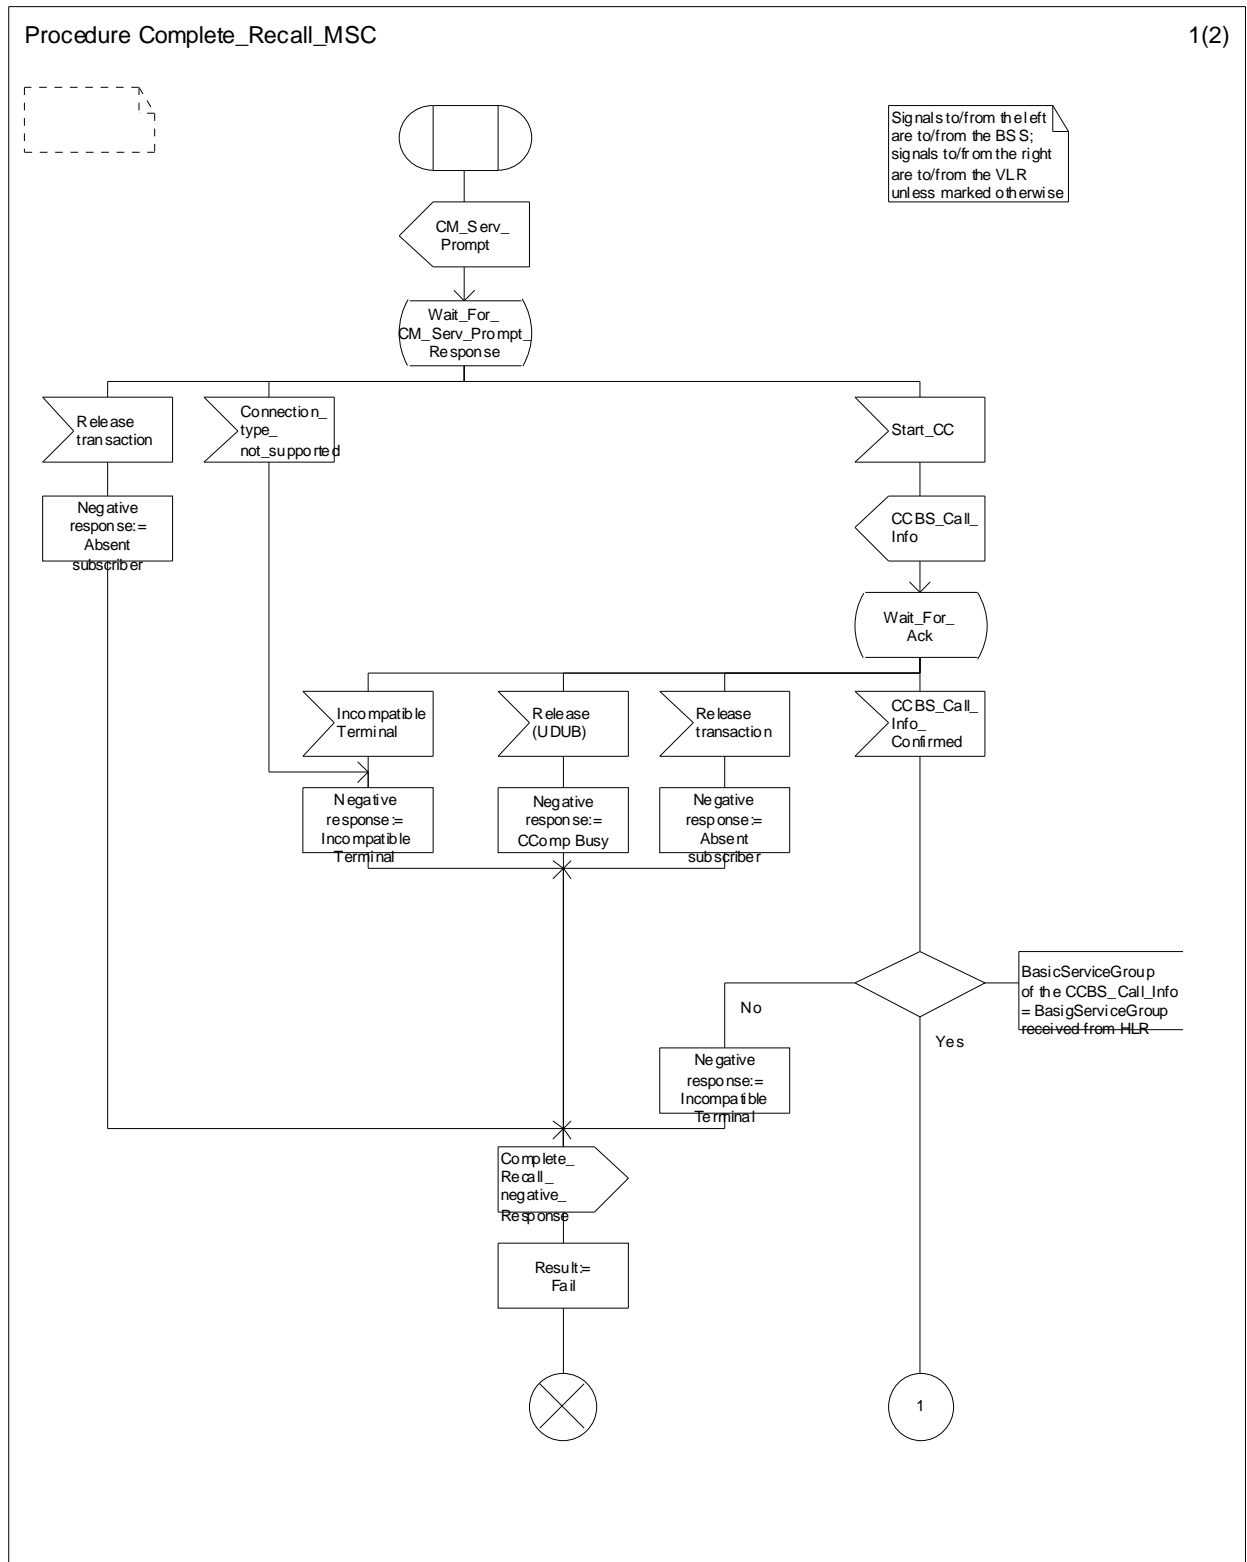 Procedure Complete_Recall_MSC
1(2)
Signals to/from the left
are to/from the BSS;
signals to/from the right
are to/from the VLR
unless marked otherwise
CM_Serv_
Prompt
Wait_For_
CM_Serv_Prompt_
Response
Release
transaction
Connection_
type_
not_supported
Start_CC
Negative
response:=
Absent
subscriber
CCBS_Call_
Info
Wait_For_
Ack
Incompatible
Terminal
Release
(UDUB)
Release
transaction
CCBS_Call_
Info_
Confirmed
Negative
response:=
Incompatible
Terminal
Negative
response:=
CComp Busy
Negative
response:=
Absent
subscriber
BasicServiceGroup
of the CCBS_Call_Info
= BasigServiceGroup
received from HLR
No
Yes
Negative
response:=
Incompatible
Terminal
Complete_
Recall_
negative_
Response
Result:=
Fail
1